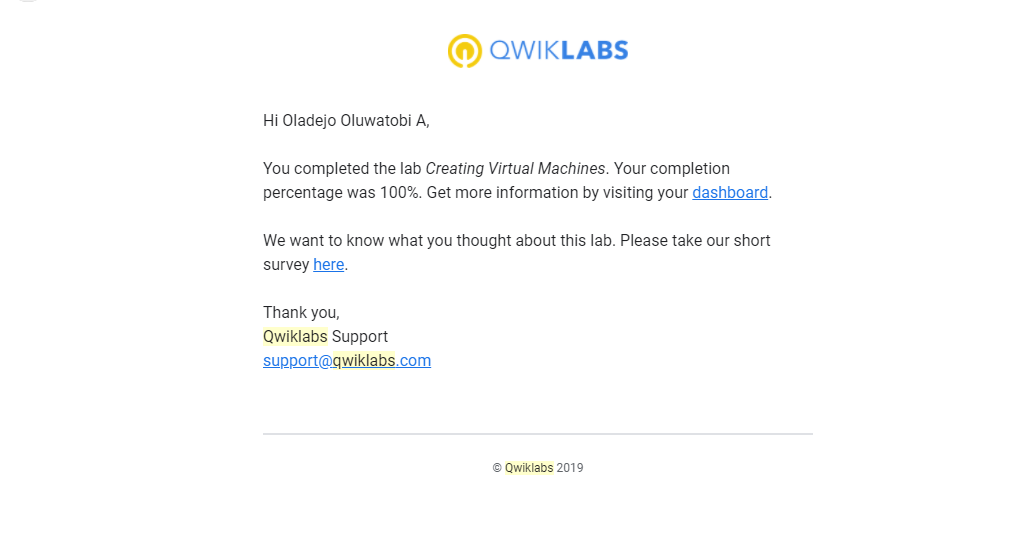 QWIKLABS
Hi Oladejo Oluwatobi A,
You completed the lab Creating Virtual Machines. Your completion
percentage was 100%. Get more information by visiting your dashboard.
We want to know what you thought about this lab. Please take our short
survey here.
Thank you,
Qwiklabs Support
support@qwiklabs.com
© Qwiklabs 2019